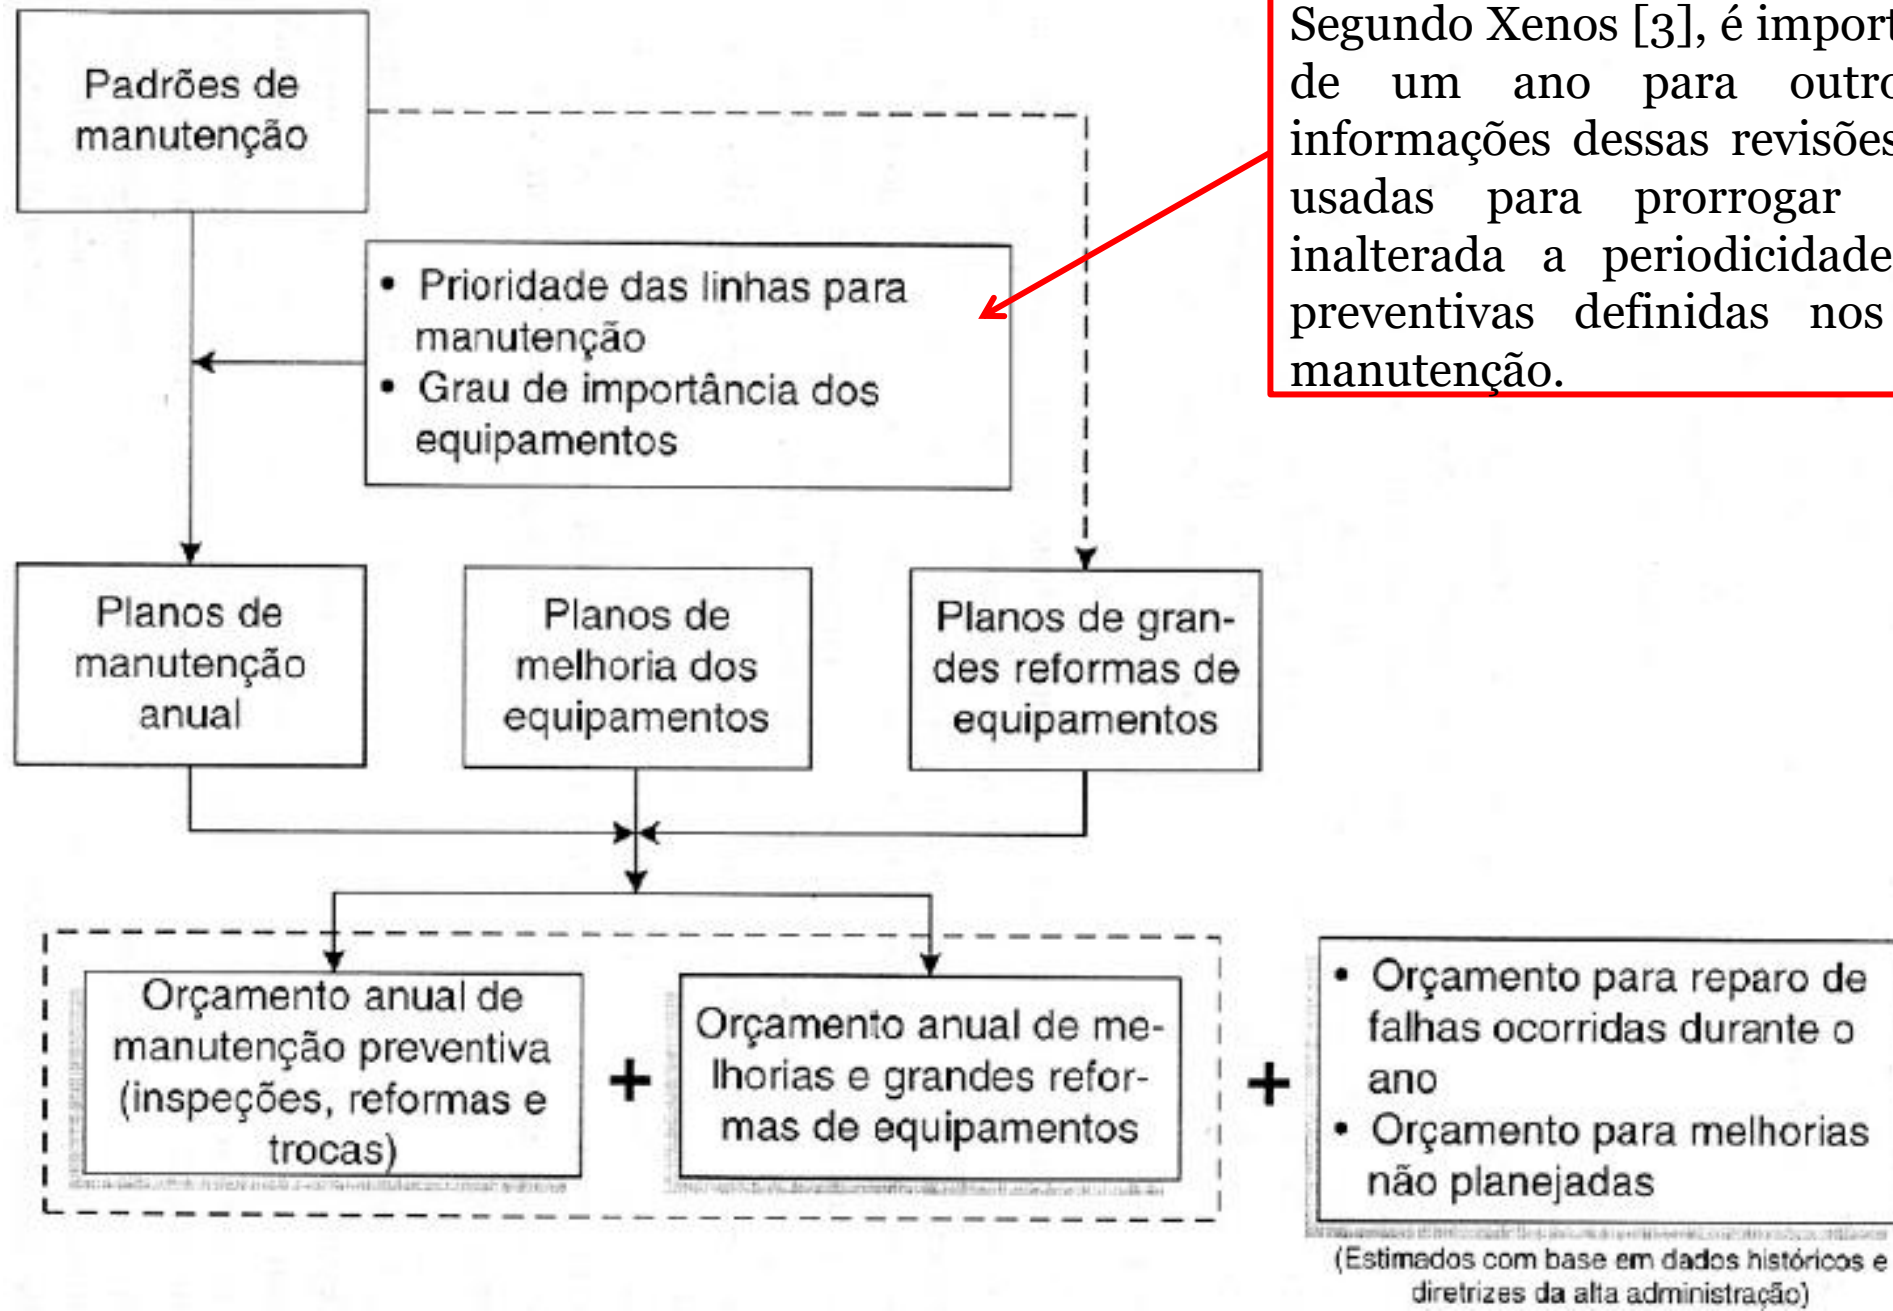 Padrões de
manutenção
Segundo Xenos [3], é
de um ano para
informações dessas revisões
usadas para prorrogar
inalterada a periodicidade
preventivas definidas nos
manutenção.
• Prioridade das linhas para
manutenção
• Grau de importância dos
equipamentos
Planos de
manutenção
anual
Planos de
melhoria dos
equipamentos
Planos de gran-
des reformas de
equipamentos
Orçamento anual de
manutenção preventiva
(inspeções, reformas e
trocas)
+
Orçamento anual de me-
lhorias e grandes refor-
mas de equipamentos
+
• Orçamento para reparo de
falhas ocorridas durante o
ano
• Orçamento para melhorias
não planejadas
(Estimados com base em dados históricos e
diretrizes da alta administração)